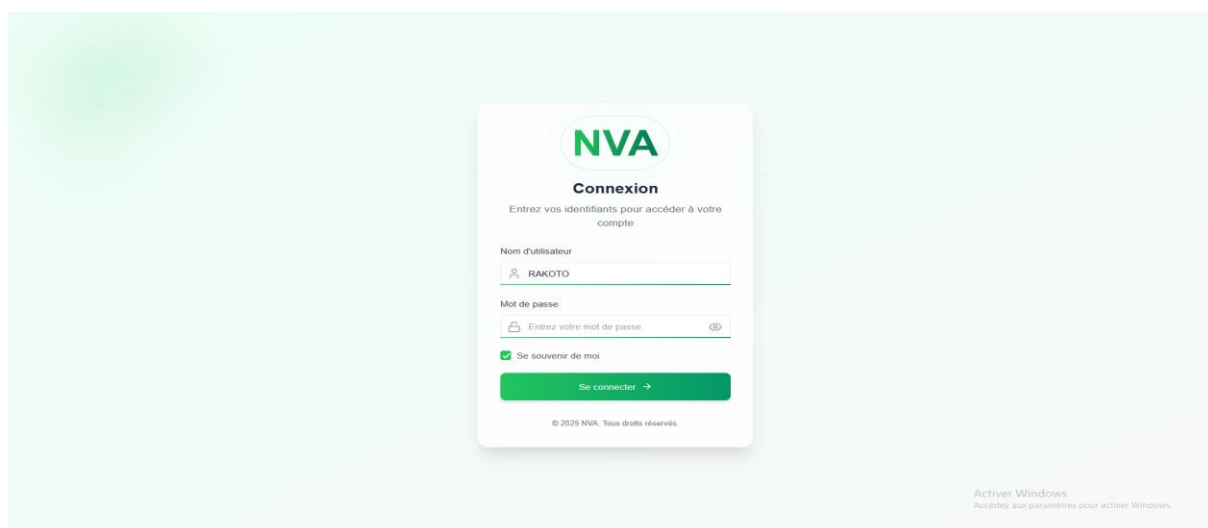 NVA
Connexion
Entrez vos identifiants pour accéder à votre
compte
Nom d'utilisateur
RAKOTO
Mot de passe
Entrez votre mot de passe
Se souvenir de moi
Se connecter →
© 2025 NVA. Tous droits réservés.
Activer Windows
Accédez aux paramètres pour activer Windows.